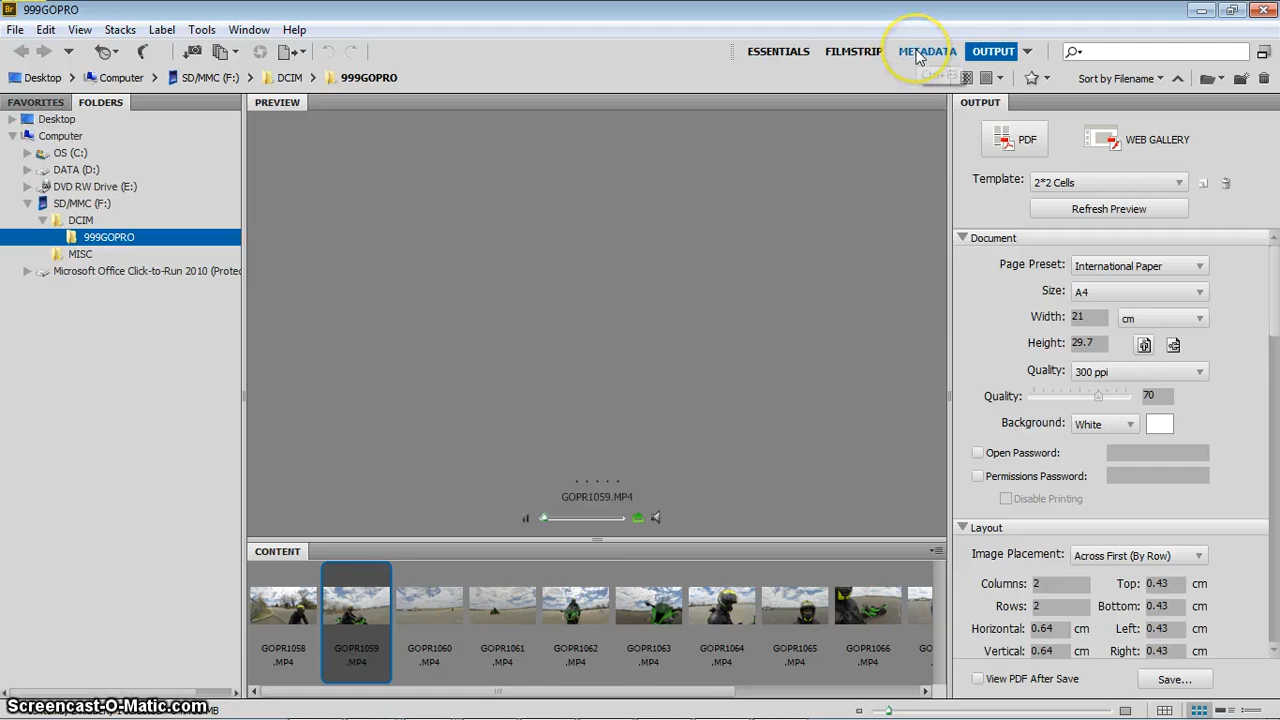 Br 999GOPRO
File Edit View Stacks Label Tools Window Help
ESSENTIALS FILMSTRIP METADATA OUTPUT
Desktop Computer SD/MMC (F:) DCIM 999GOPRO
Ctrl+F3
Sort by Filename
FAVORITES FOLDERS
PREVIEW
OUTPUT
Desktop
Computer
OS (C:)
DATA (D:)
DVD RW Drive (E:)
SD/MMC (F:)
DCIM
999GOPRO
MISC
Microsoft Office Click-to-Run 2010 (Protec
GOPR1059.MP4
CONTENT
GOPR1058
.MP4
GOPR1059
.MP4
GOPR1060
.MP4
GOPR1061
.MP4
GOPR1062
.MP4
GOPR1063
.MP4
GOPR1064
.MP4
GOPR1065
.MP4
GOPR1066
.MP4
PDF WEB GALLERY
Template: 2*2 Cells
Refresh Preview
Document
Page Preset: International Paper
Size: A4
Width: 21 cm
Height: 29.7
Quality: 300 ppi
Quality: 70
Background: White
Open Password:
Permissions Password:
Disable Printing
Layout
Image Placement: Across First (By Row)
Columns: 2 Top: 0.43 cm
Rows: 2 Bottom: 0.43 cm
Horizontal: 0.64 cm Left: 0.43 cm
Vertical: 0.64 cm Right: 0.43 cm
View PDF After Save Save...
Screencast-O-Matic.com